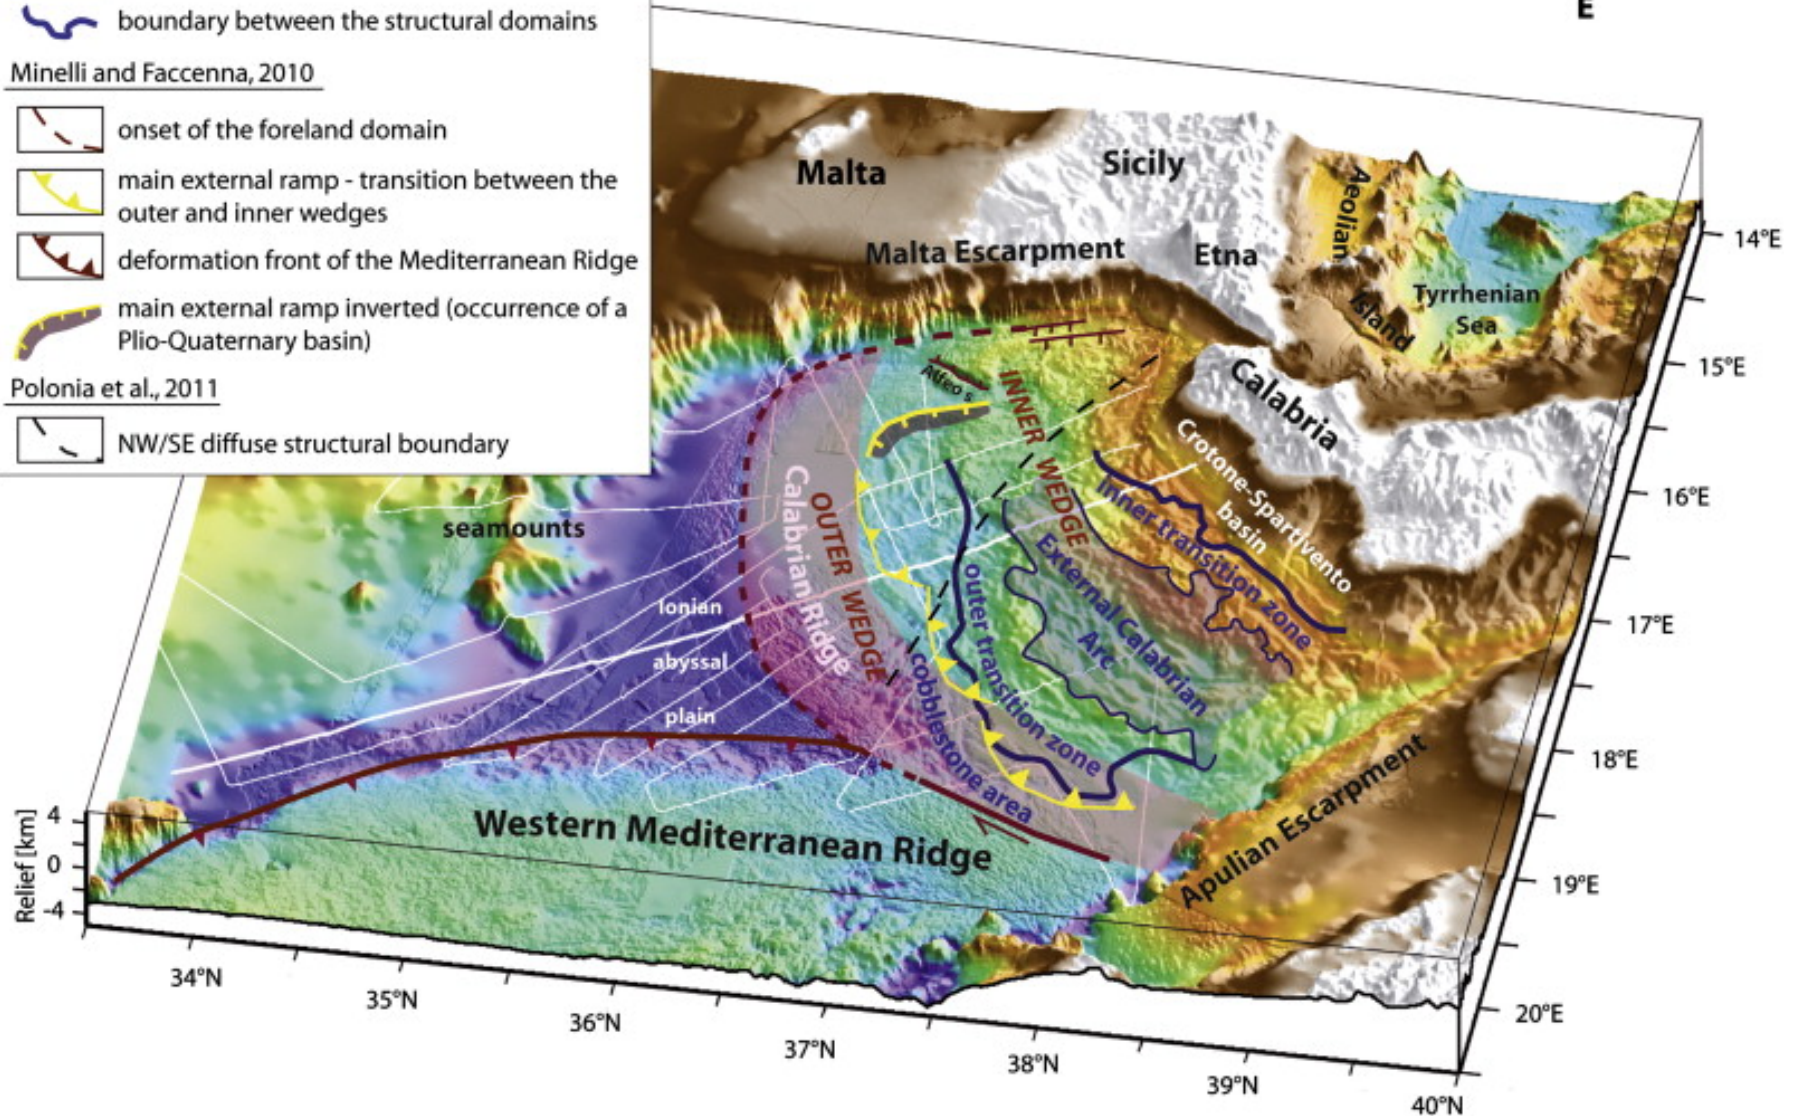 boundary between the structural domains
Minelli and Faccenna, 2010
onset of the foreland domain
main external ramp - transition between the
outer and inner wedges
deformation front of the Mediterranean Ridge
main external ramp inverted (occurrence of a
Plio-Quaternary basin)
Polonia et al., 2011
NW/SE diffuse structural boundary
E
Malta
Sicily
Malta Escarpment
Etna
Aeolian
Island
Tyrrhenian
Sea
Calabria
Alfeo s
INNER
WEDGE
Crotone-Spartivento
basin
Inner transition zone
External Calabrian
Arc
outer transition zone
cobblestone area
OUTER
WEDGE
Calabrian Ridge
seamounts
Ionian
abyssal
plain
Western Mediterranean Ridge
Apulian Escarpment
Relief [km]
4
0
-4
34°N
35°N
36°N
37°N
38°N
39°N
40°N
14°E
15°E
16°E
17°E
18°E
19°E
20°E